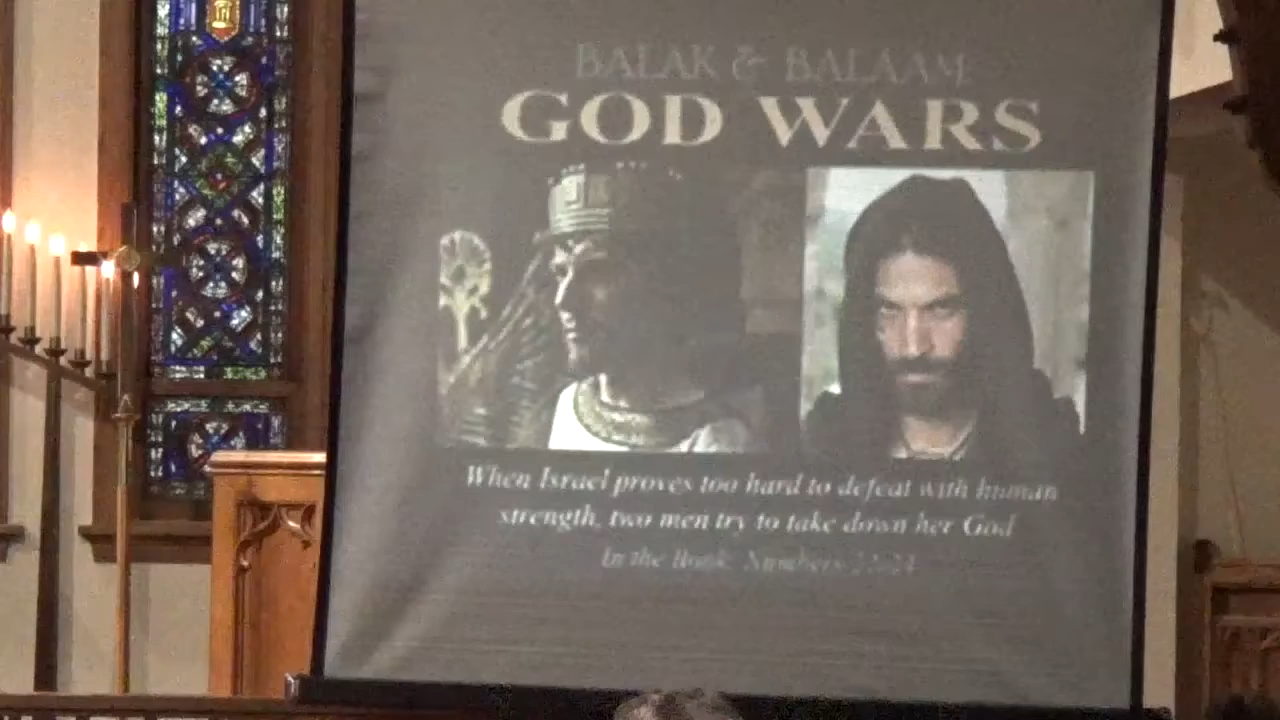 BALAK & BALAAM
GOD WARS
When Israel proves too hard to defeat with human
strength, two men try to take down her God
In the Book: Numbers 22-24